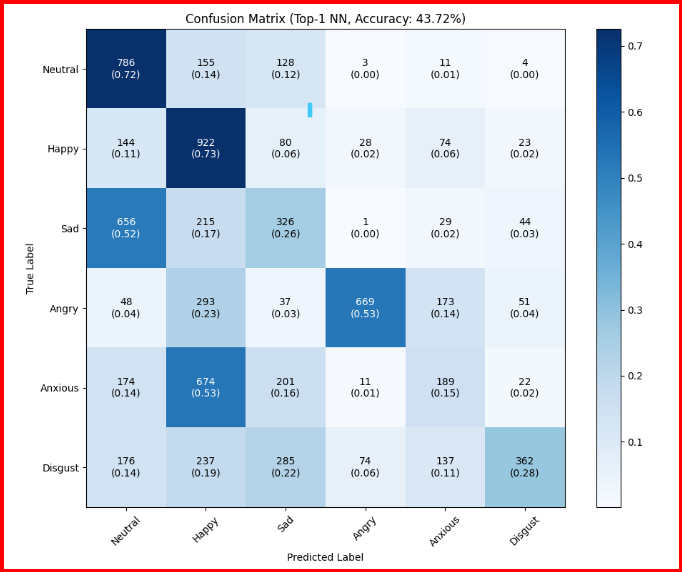 Confusion Matrix (Top-1 NN, Accuracy: 43.72%)
Neutral 786 155 128 3 11 4
(0.72) (0.14) (0.12) (0.00) (0.01) (0.00)
Happy 144 922 80 28 74 23
(0.11) (0.73) (0.06) (0.02) (0.06) (0.02)
Sad 656 215 326 1 29 44
(0.52) (0.17) (0.26) (0.00) (0.02) (0.03)
Angry 48 293 37 669 173 51
(0.04) (0.23) (0.03) (0.53) (0.14) (0.04)
Anxious 174 674 201 11 189 22
(0.14) (0.53) (0.16) (0.01) (0.15) (0.02)
Disgust 176 237 285 74 137 362
(0.14) (0.19) (0.22) (0.06) (0.11) (0.28)
True Label
Neutral Happy Sad Angry Anxious Disgust
Predicted Label
0.7
0.6
0.5
0.4
0.3
0.2
0.1